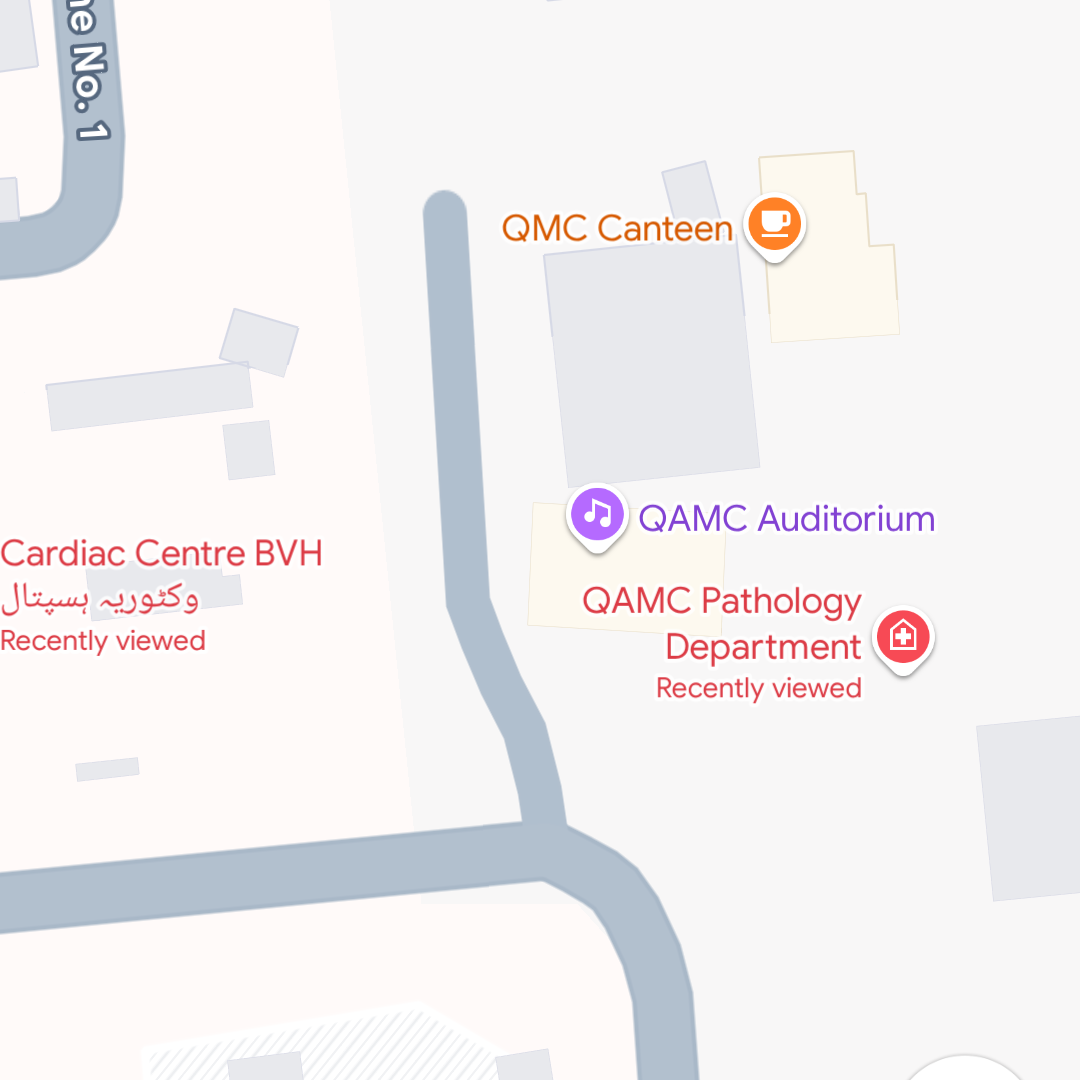 ne No. 1
QMC Canteen
QAMC Auditorium
Cardiac Centre BVH
وکٹوریہ ہسپتال
Recently viewed
QAMC Pathology
Department
Recently viewed